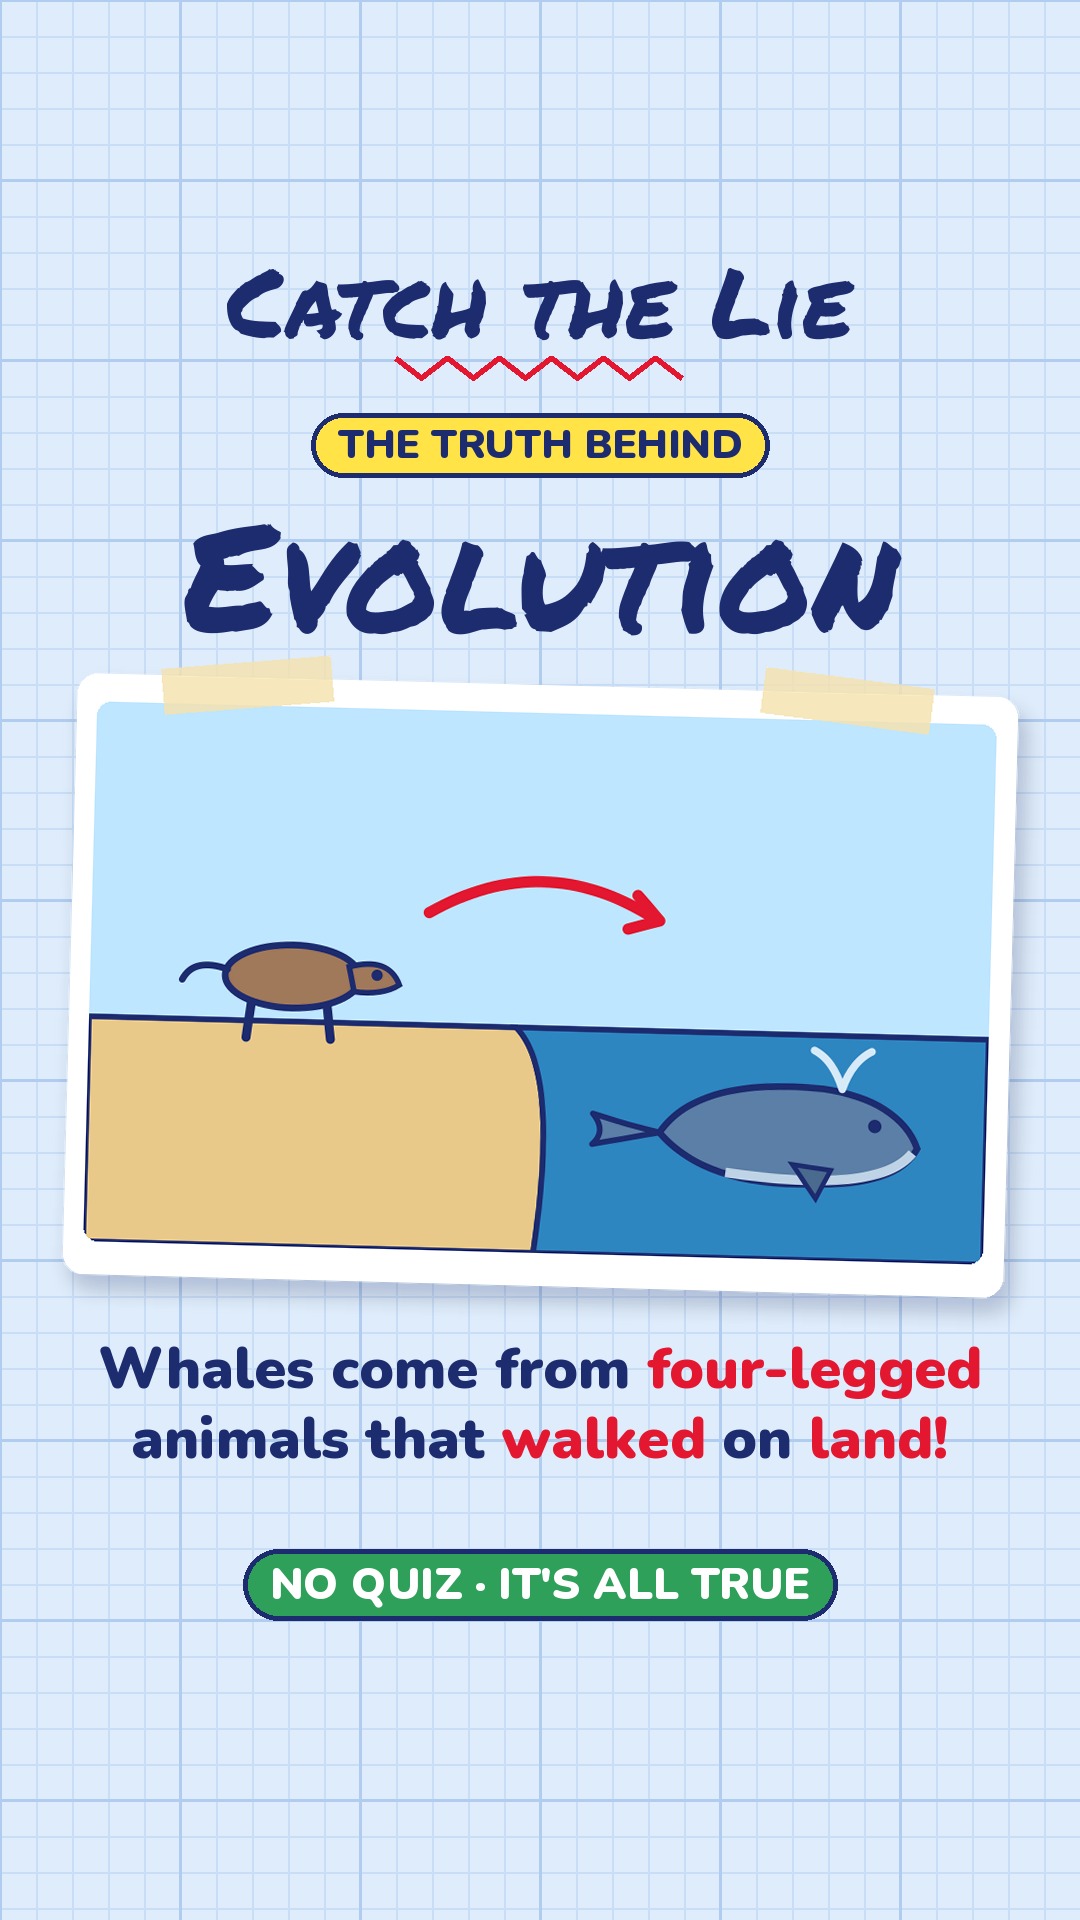 Catch the Lie
THE TRUTH BEHIND
Evolution
Whales come from four-legged
animals that walked on land!
NO QUIZ · IT'S ALL TRUE